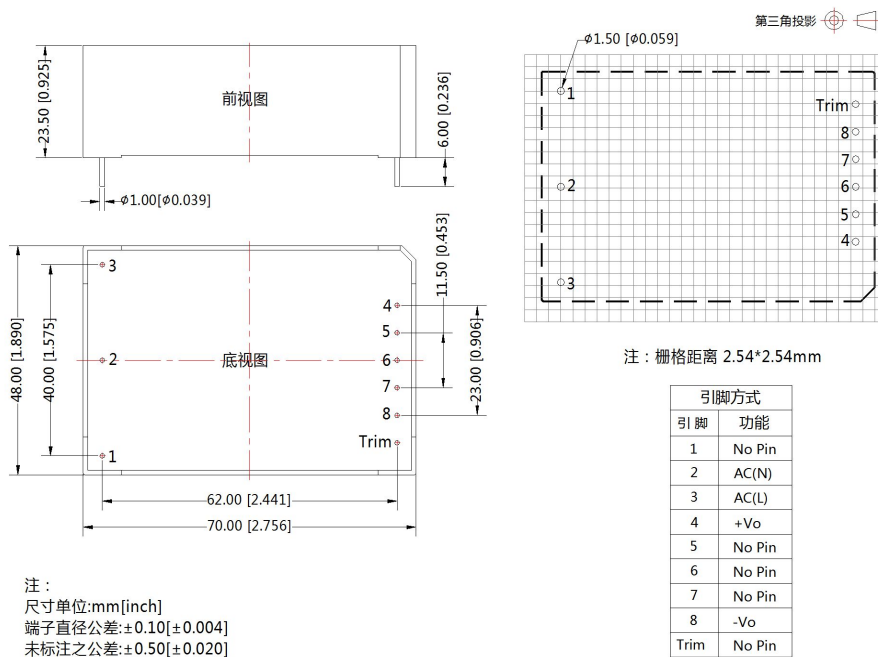 第三角投影
前视图
23.50 [0.925]
6.00 [0.236]
ϕ1.00[ϕ0.039]
ϕ1.50 [ϕ0.059]
1
2
3
Trim
8
7
6
5
4
注：栅格距离 2.54*2.54mm
底视图
3
2
1
4
5
6
7
8
Trim
48.00 [1.890]
40.00 [1.575]
11.50 [0.453]
23.00 [0.906]
62.00 [2.441]
70.00 [2.756]
引脚方式
引 脚 功能
1 No Pin
2 AC(N)
3 AC(L)
4 +Vo
5 No Pin
6 No Pin
7 No Pin
8 -Vo
Trim No Pin
注：
尺寸单位:mm[inch]
端子直径公差:±0.10[±0.004]
未标注之公差:±0.50[±0.020]